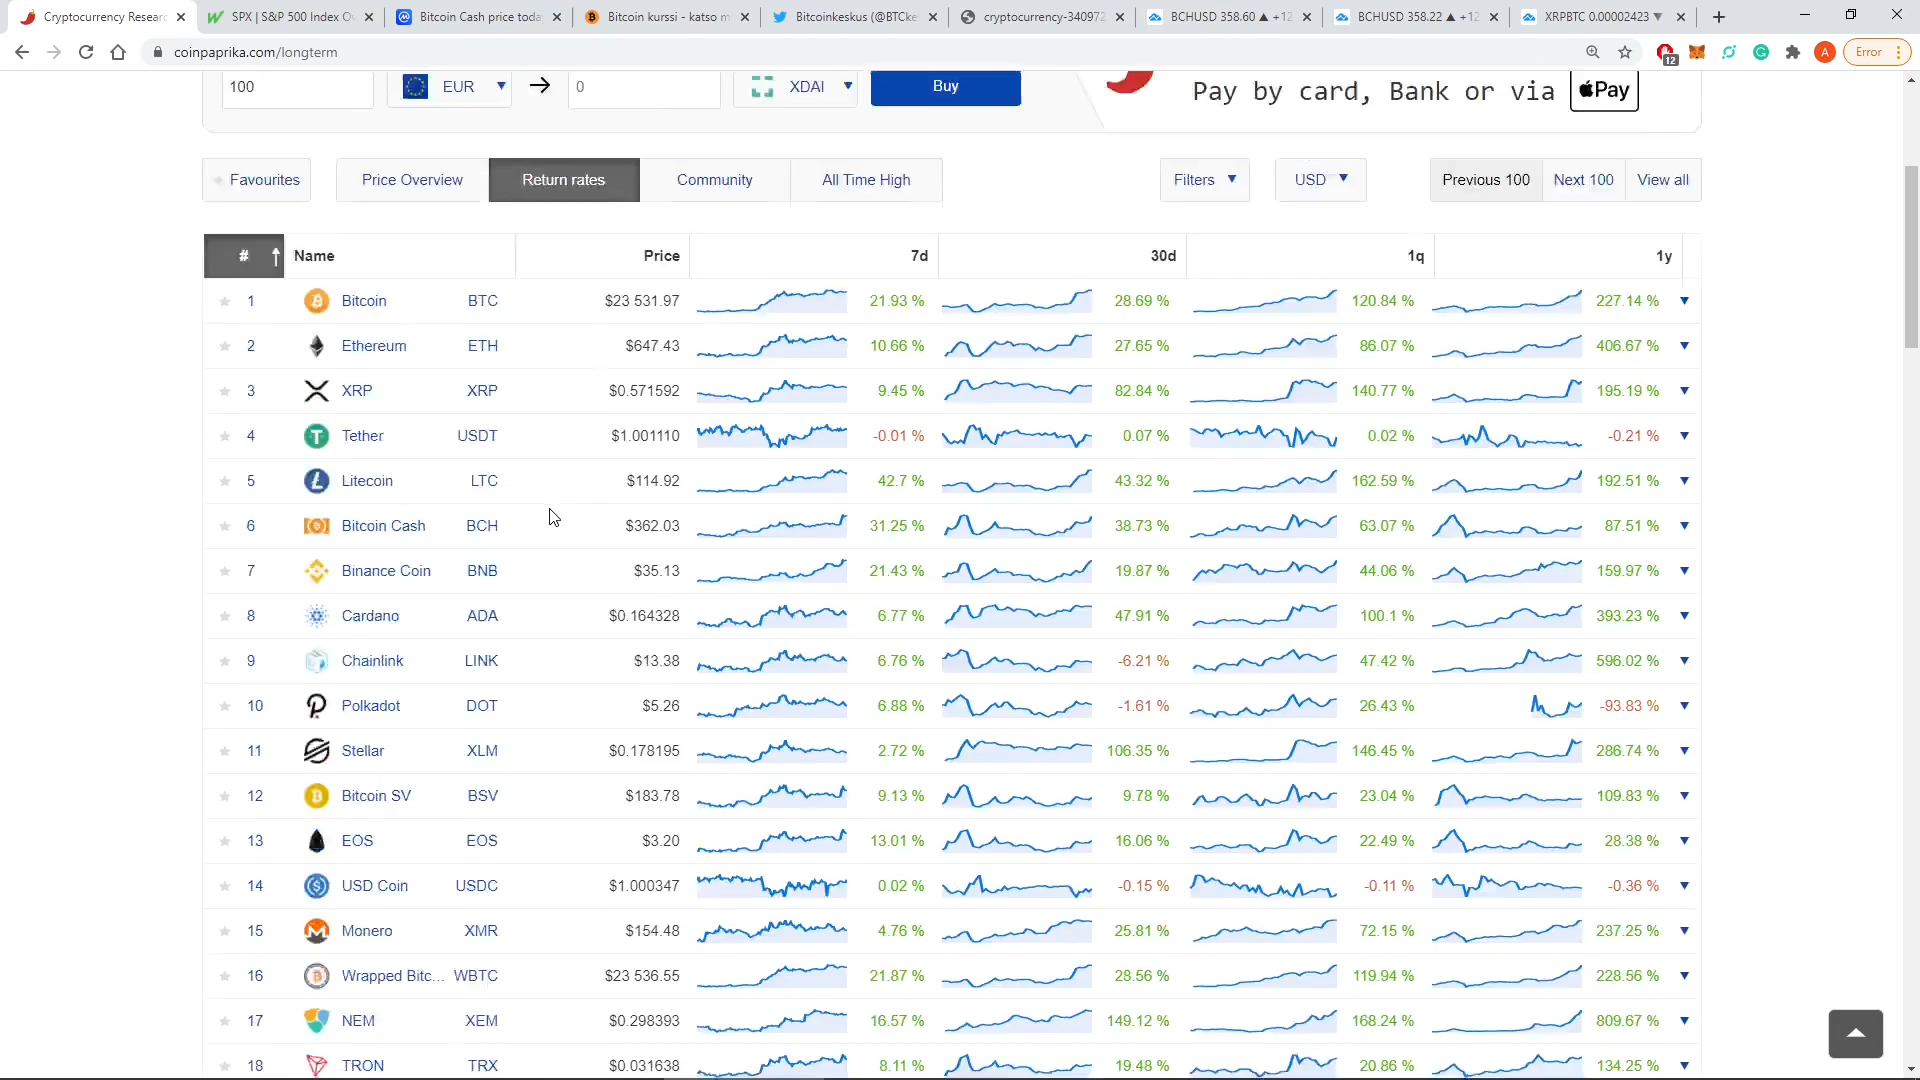 Cryptocurrency Researc
SPX | S&P 500 Index Ov
Bitcoin Cash price toda
Bitcoin kurssi - katso m
Bitcoinkeskus (@BTCke
cryptocurrency-340972
BCHUSD 358.60 ▲ +12
BCHUSD 358.22 ▲ +12
XRPBTC 0.00002423 ▼
coinpaprika.com/longterm
12
A
Error
100 EUR → 0 XDAI Buy
Pay by card, Bank or via Pay
Favourites Price Overview Return rates Community All Time High Filters USD Previous 100 Next 100 View all
# Name Price 7d 30d 1q 1y
1 Bitcoin BTC $23 531.97 21.93 % 28.69 % 120.84 % 227.14 %
2 Ethereum ETH $647.43 10.66 % 27.65 % 86.07 % 406.67 %
3 XRP XRP $0.571592 9.45 % 82.84 % 140.77 % 195.19 %
4 Tether USDT $1.001110 -0.01 % 0.07 % 0.02 % -0.21 %
5 Litecoin LTC $114.92 42.7 % 43.32 % 162.59 % 192.51 %
6 Bitcoin Cash BCH $362.03 31.25 % 38.73 % 63.07 % 87.51 %
7 Binance Coin BNB $35.13 21.43 % 19.87 % 44.06 % 159.97 %
8 Cardano ADA $0.164328 6.77 % 47.91 % 100.1 % 393.23 %
9 Chainlink LINK $13.38 6.76 % -6.21 % 47.42 % 596.02 %
10 Polkadot DOT $5.26 6.88 % -1.61 % 26.43 % -93.83 %
11 Stellar XLM $0.178195 2.72 % 106.35 % 146.45 % 286.74 %
12 Bitcoin SV BSV $183.78 9.13 % 9.78 % 23.04 % 109.83 %
13 EOS EOS $3.20 13.01 % 16.06 % 22.49 % 28.38 %
14 USD Coin USDC $1.000347 0.02 % -0.15 % -0.11 % -0.36 %
15 Monero XMR $154.48 4.76 % 25.81 % 72.15 % 237.25 %
16 Wrapped Bitc... WBTC $23 536.55 21.87 % 28.56 % 119.94 % 228.56 %
17 NEM XEM $0.298393 16.57 % 149.12 % 168.24 % 809.67 %
18 TRON TRX $0.031638 8.11 % 19.48 % 20.86 % 134.25 %